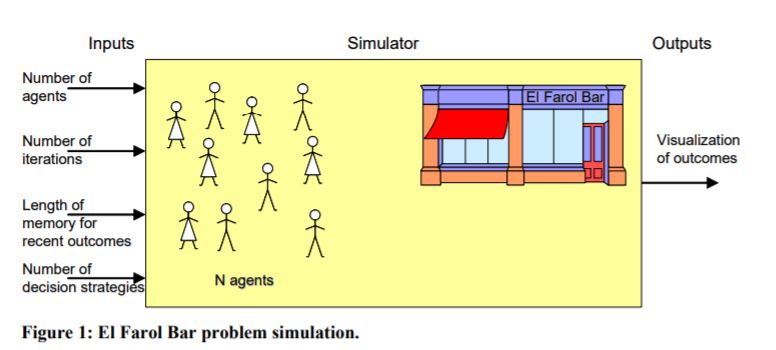 Inputs
Simulator
Outputs
Number of
agents
Number of
iterations
Length of
memory for
recent outcomes
Number of
decision strategies
El Farol Bar
N agents
Visualization
of outcomes
Figure 1: El Farol Bar problem simulation.